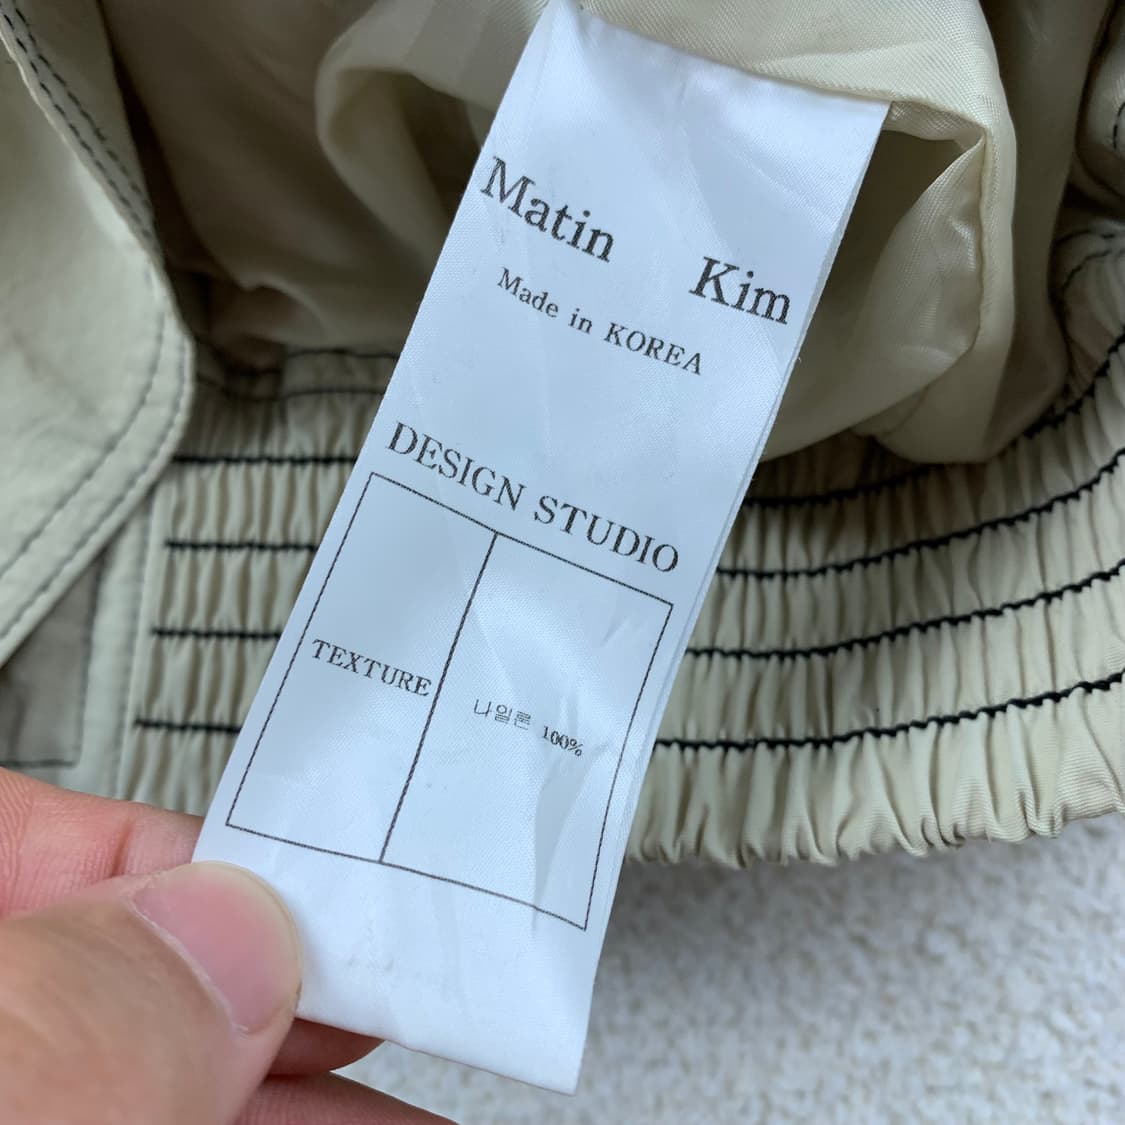 Matin Kim
Made in KOREA
DESIGN STUDIO
TEXTURE
나일론 100%